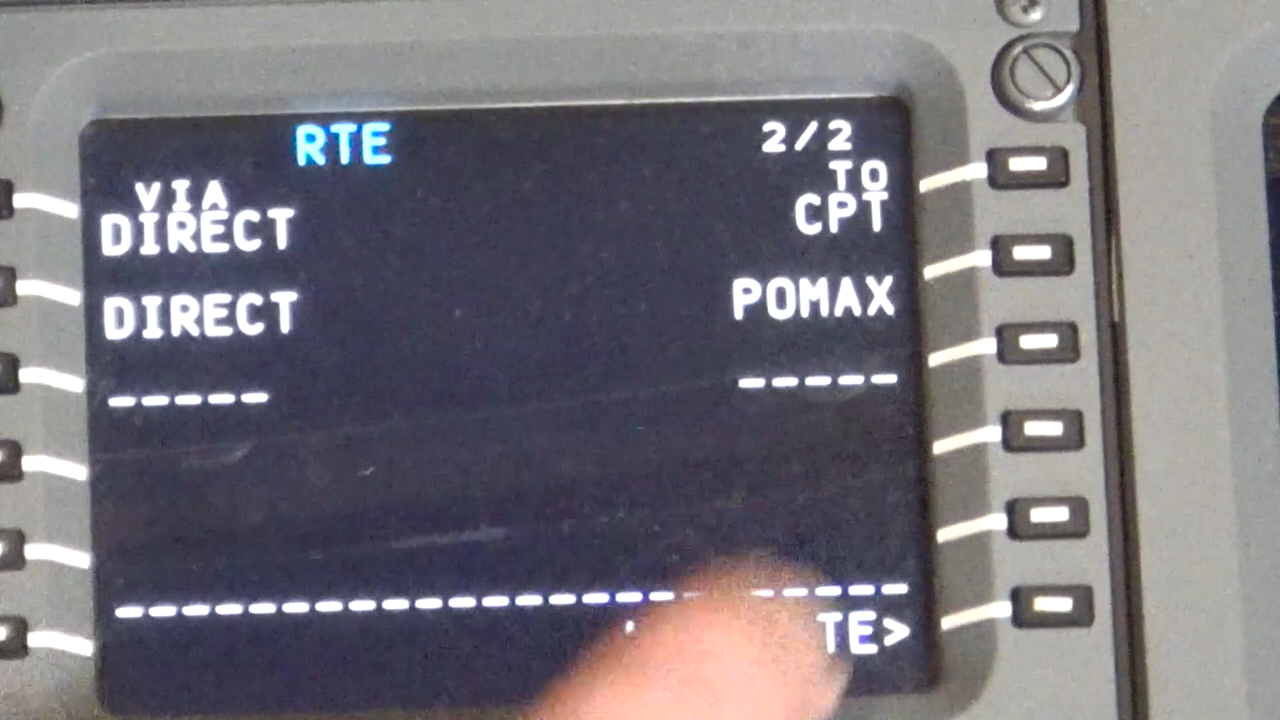 RTE 2/2
VIA TO
DIRECT CPT
DIRECT POMAX
----- -----
------------------------
TE>